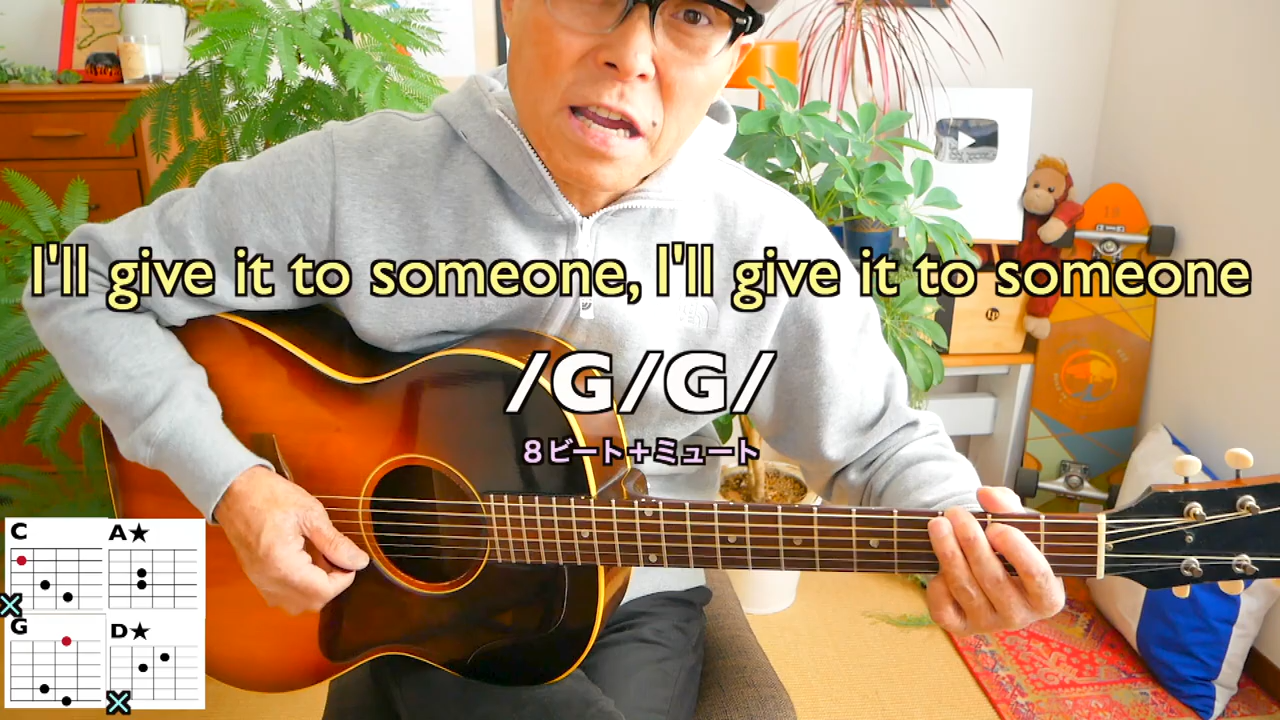 I'll give it to someone, I'll give it to someone
/G/G/
8ビート+ミュート
C
A★
G
D★